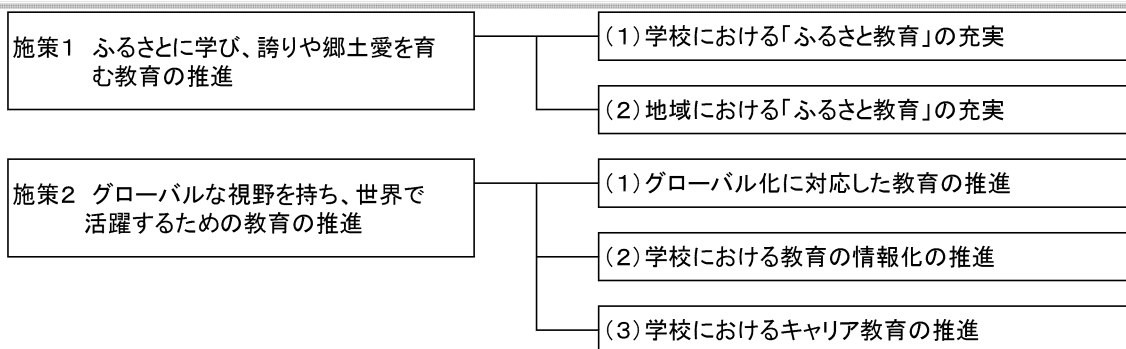 施策1 ふるさとに学び、誇りや郷土愛を育
む教育の推進
(1)学校における「ふるさと教育」の充実
(2)地域における「ふるさと教育」の充実
施策2 グローバルな視野を持ち、世界で
活躍するための教育の推進
(1)グローバル化に対応した教育の推進
(2)学校における教育の情報化の推進
(3)学校におけるキャリア教育の推進